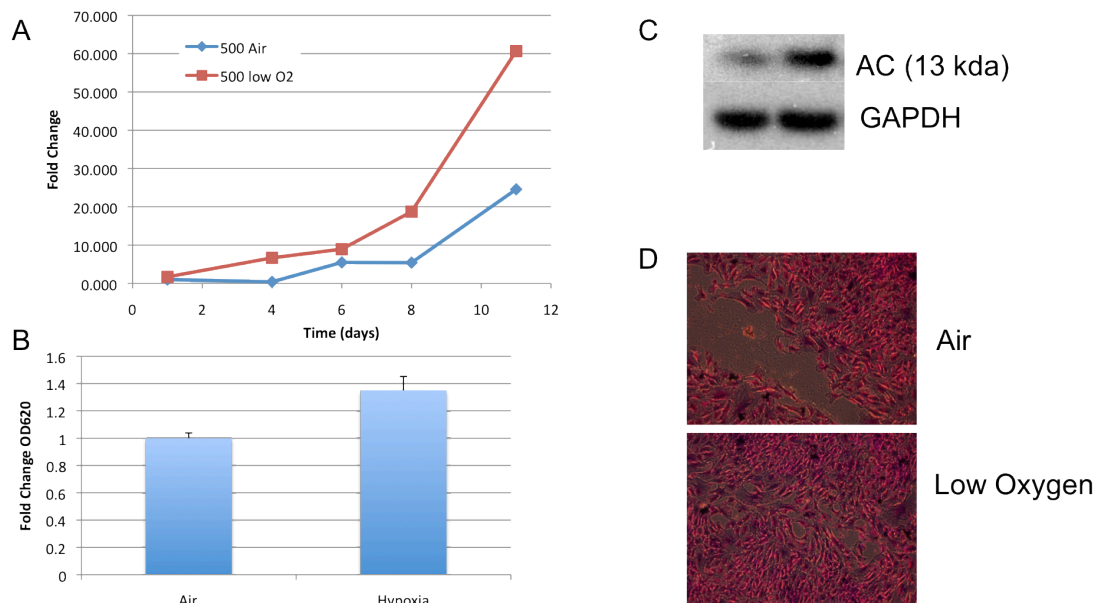 A
70.000
60.000
50.000
40.000
30.000
20.000
10.000
0.000
Fold Change
500 Air
500 low O2
0 2 4 6 8 10 12
Time (days)
B
1.6
1.4
1.2
1
0.8
0.6
0.4
0.2
0
Fold Change OD620
Air Hypoxia
C
AC (13 kda)
GAPDH
D
Air
Low Oxygen